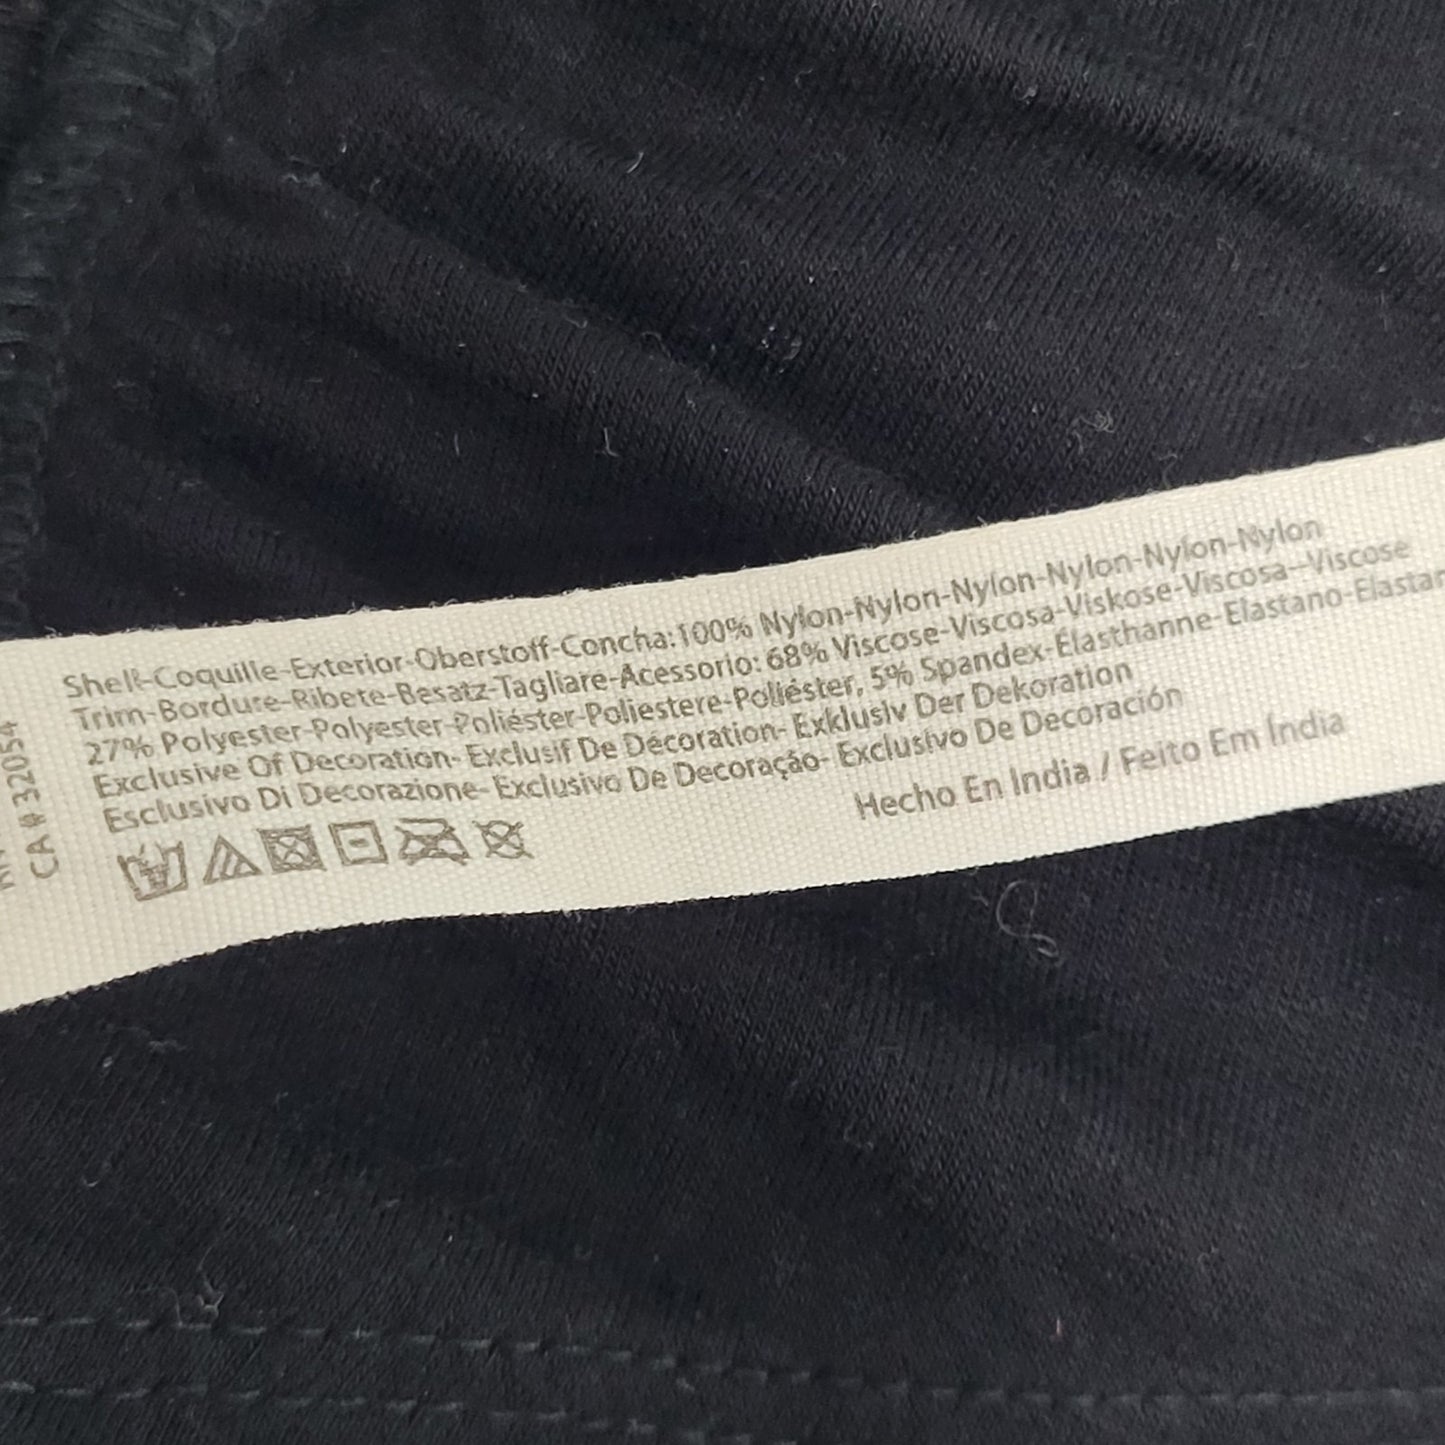 Shell-Coquille-Exterior-Oberstoff-Concha:100% Nylon-Nylon-Nylon-Nylon-Nylon-Nylon
Trim-Bordure-Ribete-Besatz-Tagliare-Acessorio: 68% Viscose-Viscosa-Viskose-Viscosa--Viscose
27% Polyester-Polyester-Poliéster-Poliestere-Poliéster, 5% Spandex-Elasthanne-Elastano-Elastan
Exclusive Of Decoration- Exclusif De Décoration- Exklusiv Der Dekoration
Esclusivo Di Decorazione- Exclusivo De Decoração- Exclusivo De Decoración
Hecho En India / Feito Em Índia
CA # 32054